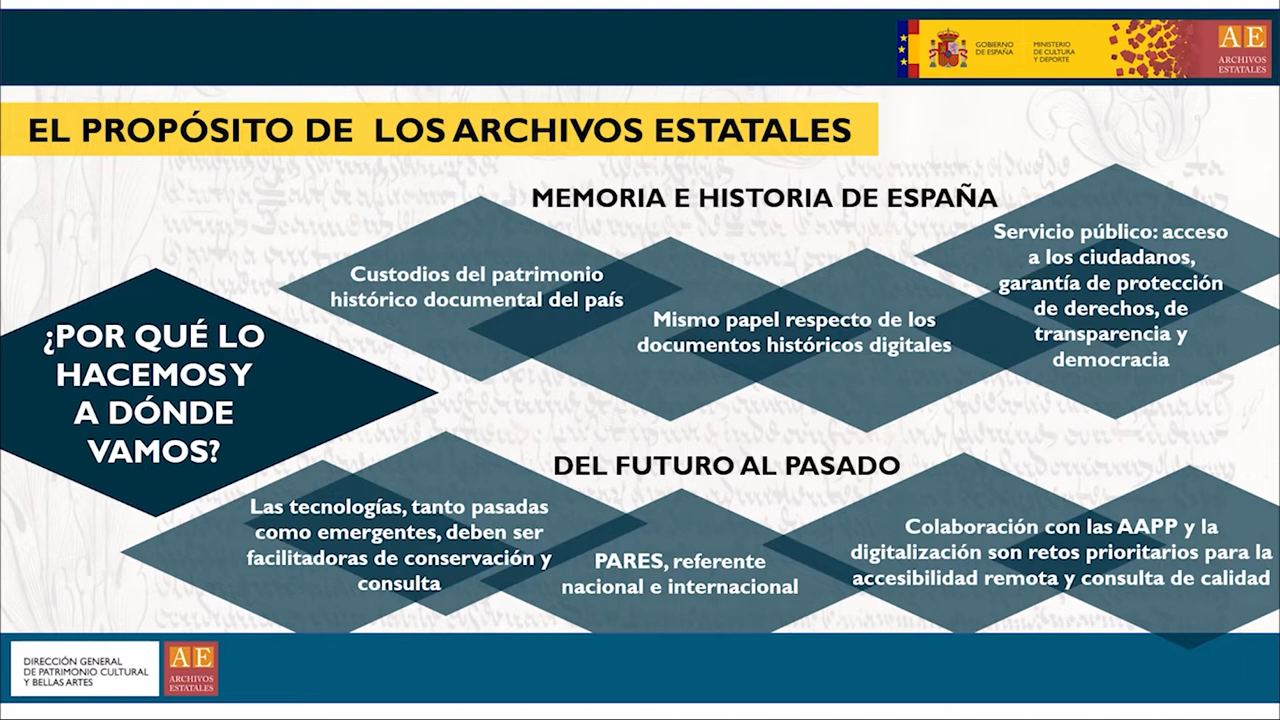 GOBIERNO
DE ESPAÑA
MINISTERIO
DE CULTURA
Y DEPORTE
AE
ARCHIVOS
ESTATALES
EL PROPÓSITO DE LOS ARCHIVOS ESTATALES
MEMORIA E HISTORIA DE ESPAÑA
Custodios del patrimonio
histórico documental del país
Mismo papel respecto de los
documentos históricos digitales
Servicio público: acceso
a los ciudadanos,
garantía de protección
de derechos, de
transparencia y
democracia
¿POR QUÉ LO
HACEMOS Y
A DÓNDE
VAMOS?
DEL FUTURO AL PASADO
Las tecnologías, tanto pasadas
como emergentes, deben ser
facilitadoras de conservación y
consulta
PARES, referente
nacional e internacional
Colaboración con las AAPP y la
digitalización son retos prioritarios para la
accesibilidad remota y consulta de calidad
DIRECCIÓN GENERAL
DE PATRIMONIO CULTURAL
Y BELLAS ARTES
AE
ARCHIVOS
ESTATALES